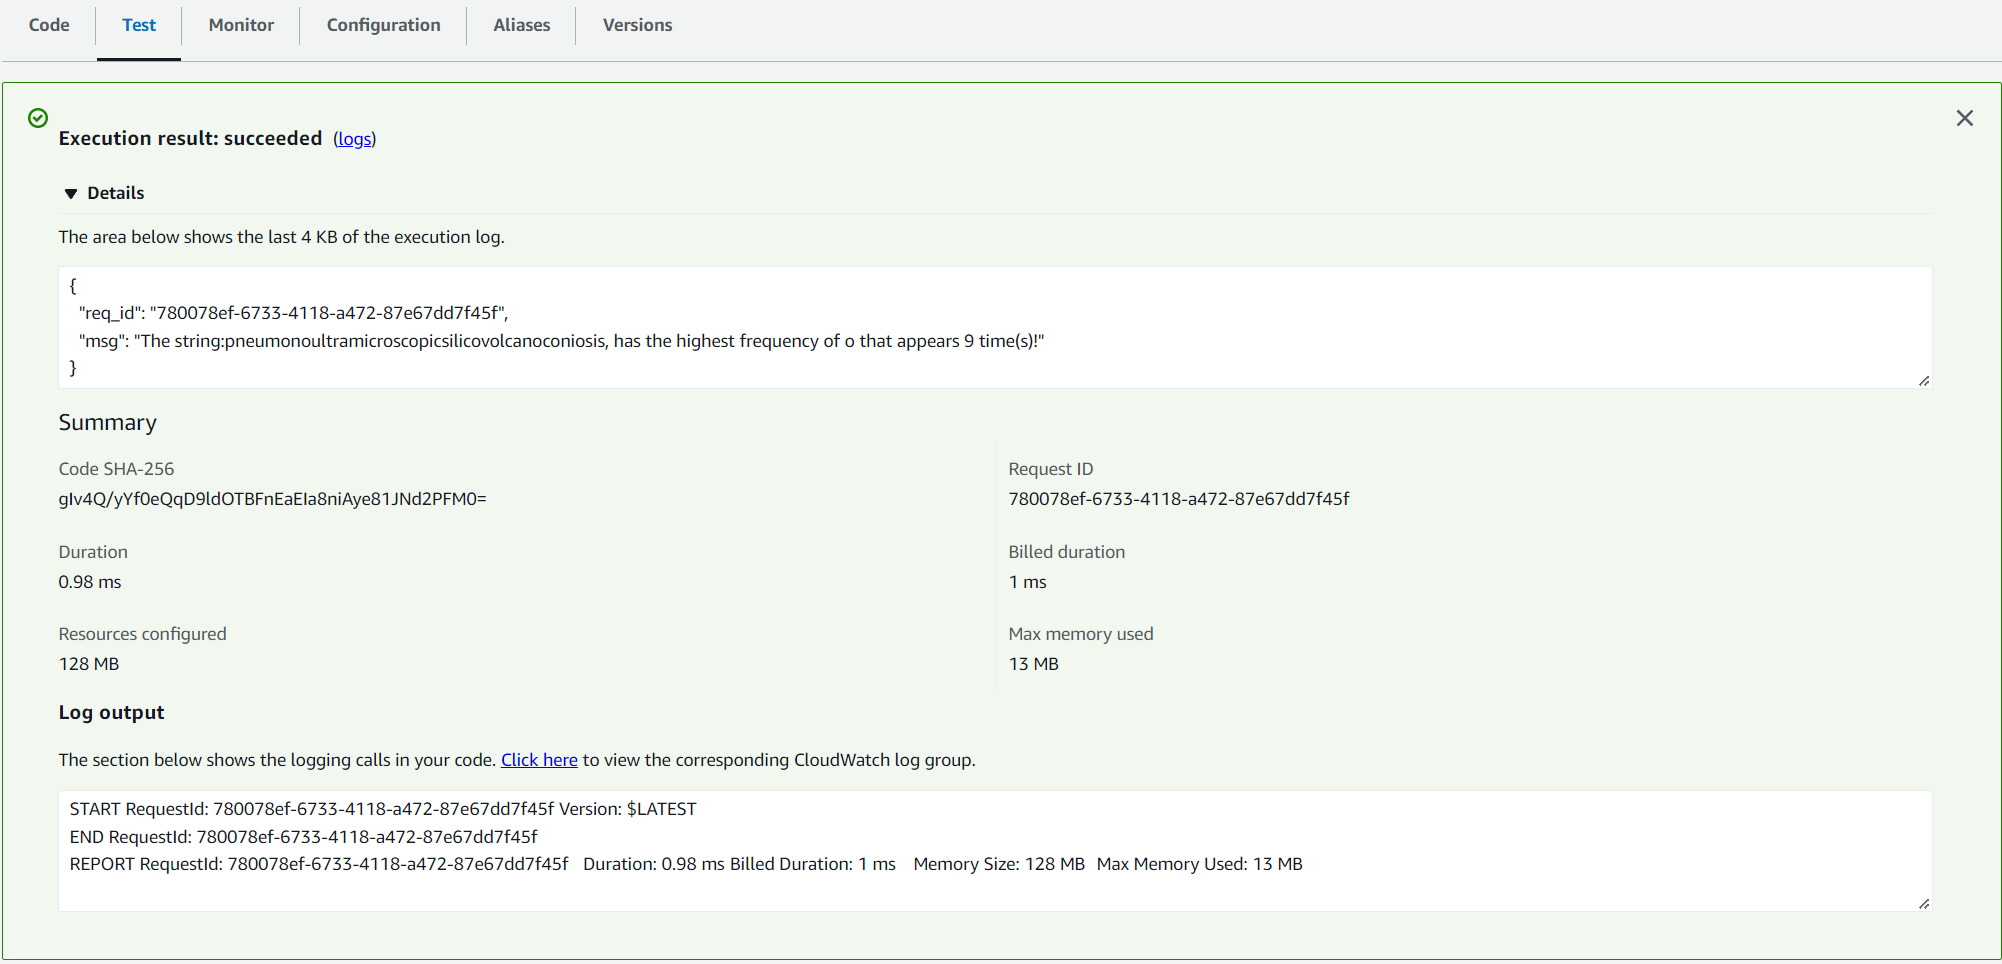 Code Test Monitor Configuration Aliases Versions
Execution result: succeeded (logs)
Details
The area below shows the last 4 KB of the execution log.
{
"req_id": "780078ef-6733-4118-a472-87e67dd7f45f",
"msg": "The string:pneumonoultramicroscopicsilicovolcanoconiosis, has the highest frequency of o that appears 9 time(s)!"
}
Summary
Code SHA-256
gIv4Q/yYf0eQqD9ldOTBFnEaEIa8niAye81JNd2PFM0=
Request ID
780078ef-6733-4118-a472-87e67dd7f45f
Duration
0.98 ms
Billed duration
1 ms
Resources configured
128 MB
Max memory used
13 MB
Log output
The section below shows the logging calls in your code. Click here to view the corresponding CloudWatch log group.
START RequestId: 780078ef-6733-4118-a472-87e67dd7f45f Version: $LATEST
END RequestId: 780078ef-6733-4118-a472-87e67dd7f45f
REPORT RequestId: 780078ef-6733-4118-a472-87e67dd7f45f Duration: 0.98 ms Billed Duration: 1 ms Memory Size: 128 MB Max Memory Used: 13 MB